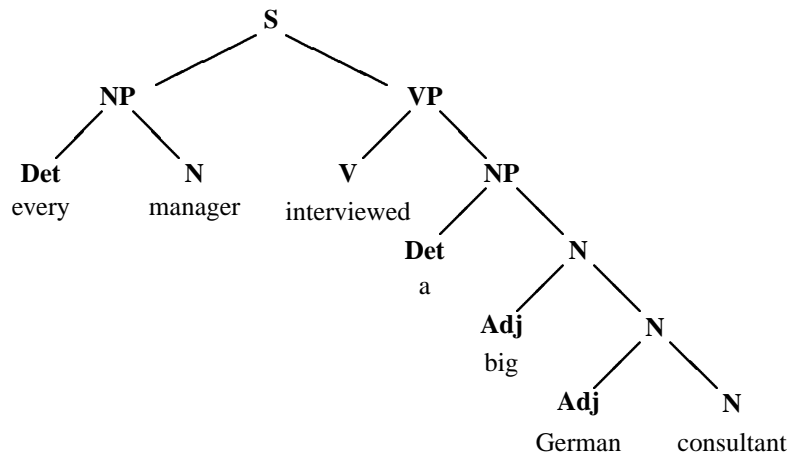 S
NP VP
Det N V NP
every manager interviewed
Det N
a
Adj N
big
Adj N
German consultant